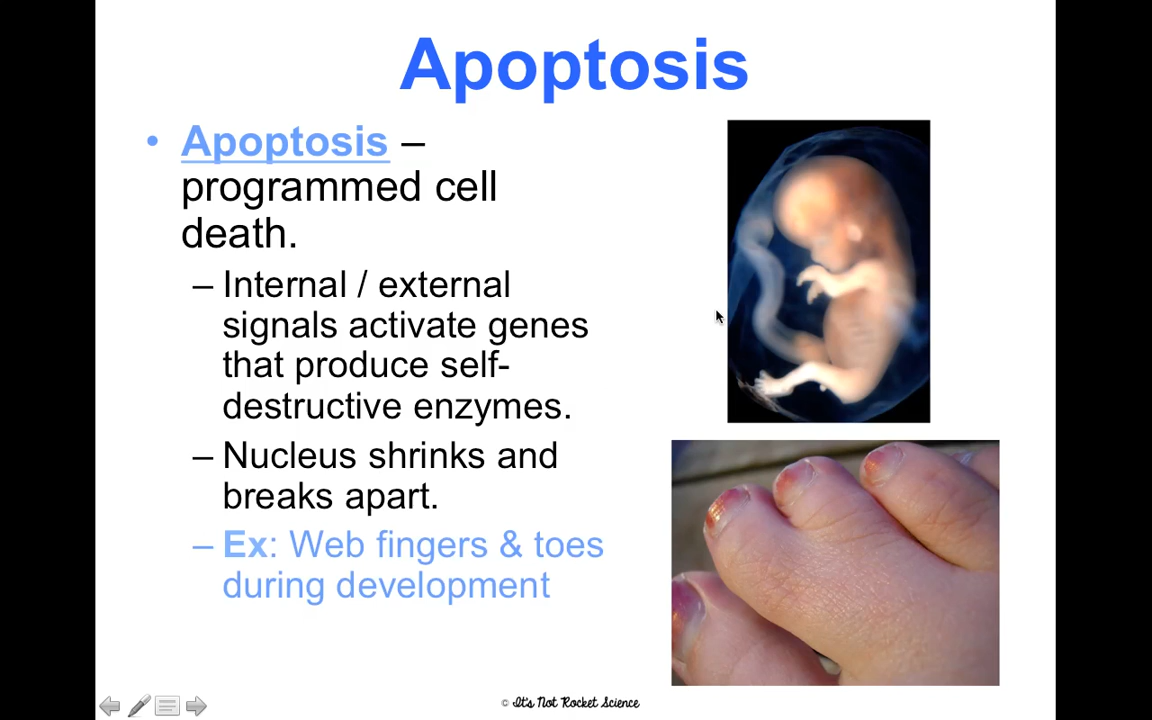 Apoptosis
• Apoptosis –
programmed cell
death.
– Internal / external
signals activate genes
that produce self-
destructive enzymes.
– Nucleus shrinks and
breaks apart.
– Ex: Web fingers & toes
during development
© It's Not Rocket Science